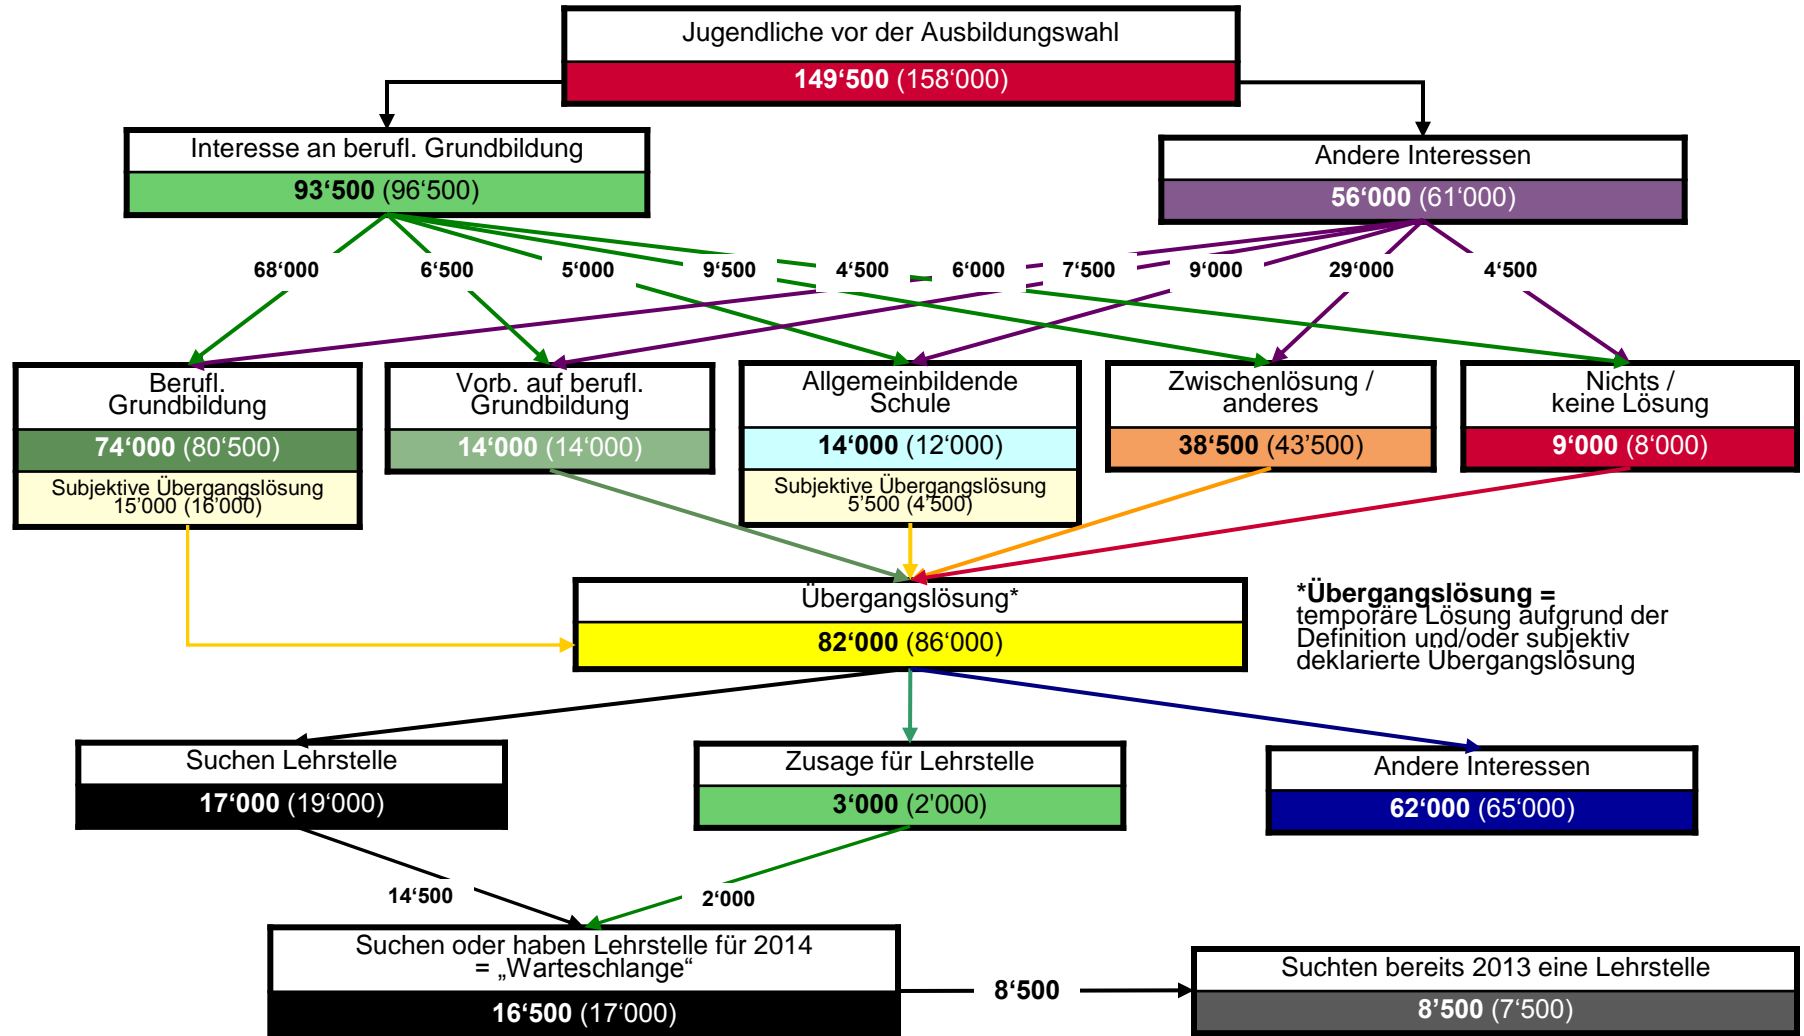 Jugendliche vor der Ausbildungswahl
149'500 (158‘000)
Interesse an berufl. Grundbildung
93‘500 (96‘500)
Andere Interessen
56‘000 (61‘000)
68‘000
6‘500
5‘000
9‘500
4‘500
6‘000
7‘500
9‘000
29‘000
4‘500
Berufl.
Grundbildung
74‘000 (80‘500)
Subjektive Übergangslösung
15‘000 (16‘000)
Vorb. auf berufl.
Grundbildung
14‘000 (14‘000)
Allgemeinbildende
Schule
14‘000 (12‘000)
Subjektive Übergangslösung
5’500 (4’500)
Zwischenlösung /
anderes
38‘500 (43’500)
Nichts /
keine Lösung
9‘000 (8‘000)
Übergangslösung*
82‘000 (86‘000)
*Übergangslösung =
temporäre Lösung aufgrund der
Definition und/oder subjektiv
deklarierte Übergangslösung
Suchen Lehrstelle
17‘000 (19‘000)
Zusage für Lehrstelle
3‘000 (2'000)
Andere Interessen
62‘000 (65‘000)
14‘500
2‘000
Suchen oder haben Lehrstelle für 2014
= „Warteschlange“
16‘500 (17‘000)
8‘500
Suchten bereits 2013 eine Lehrstelle
8’500 (7‘500)